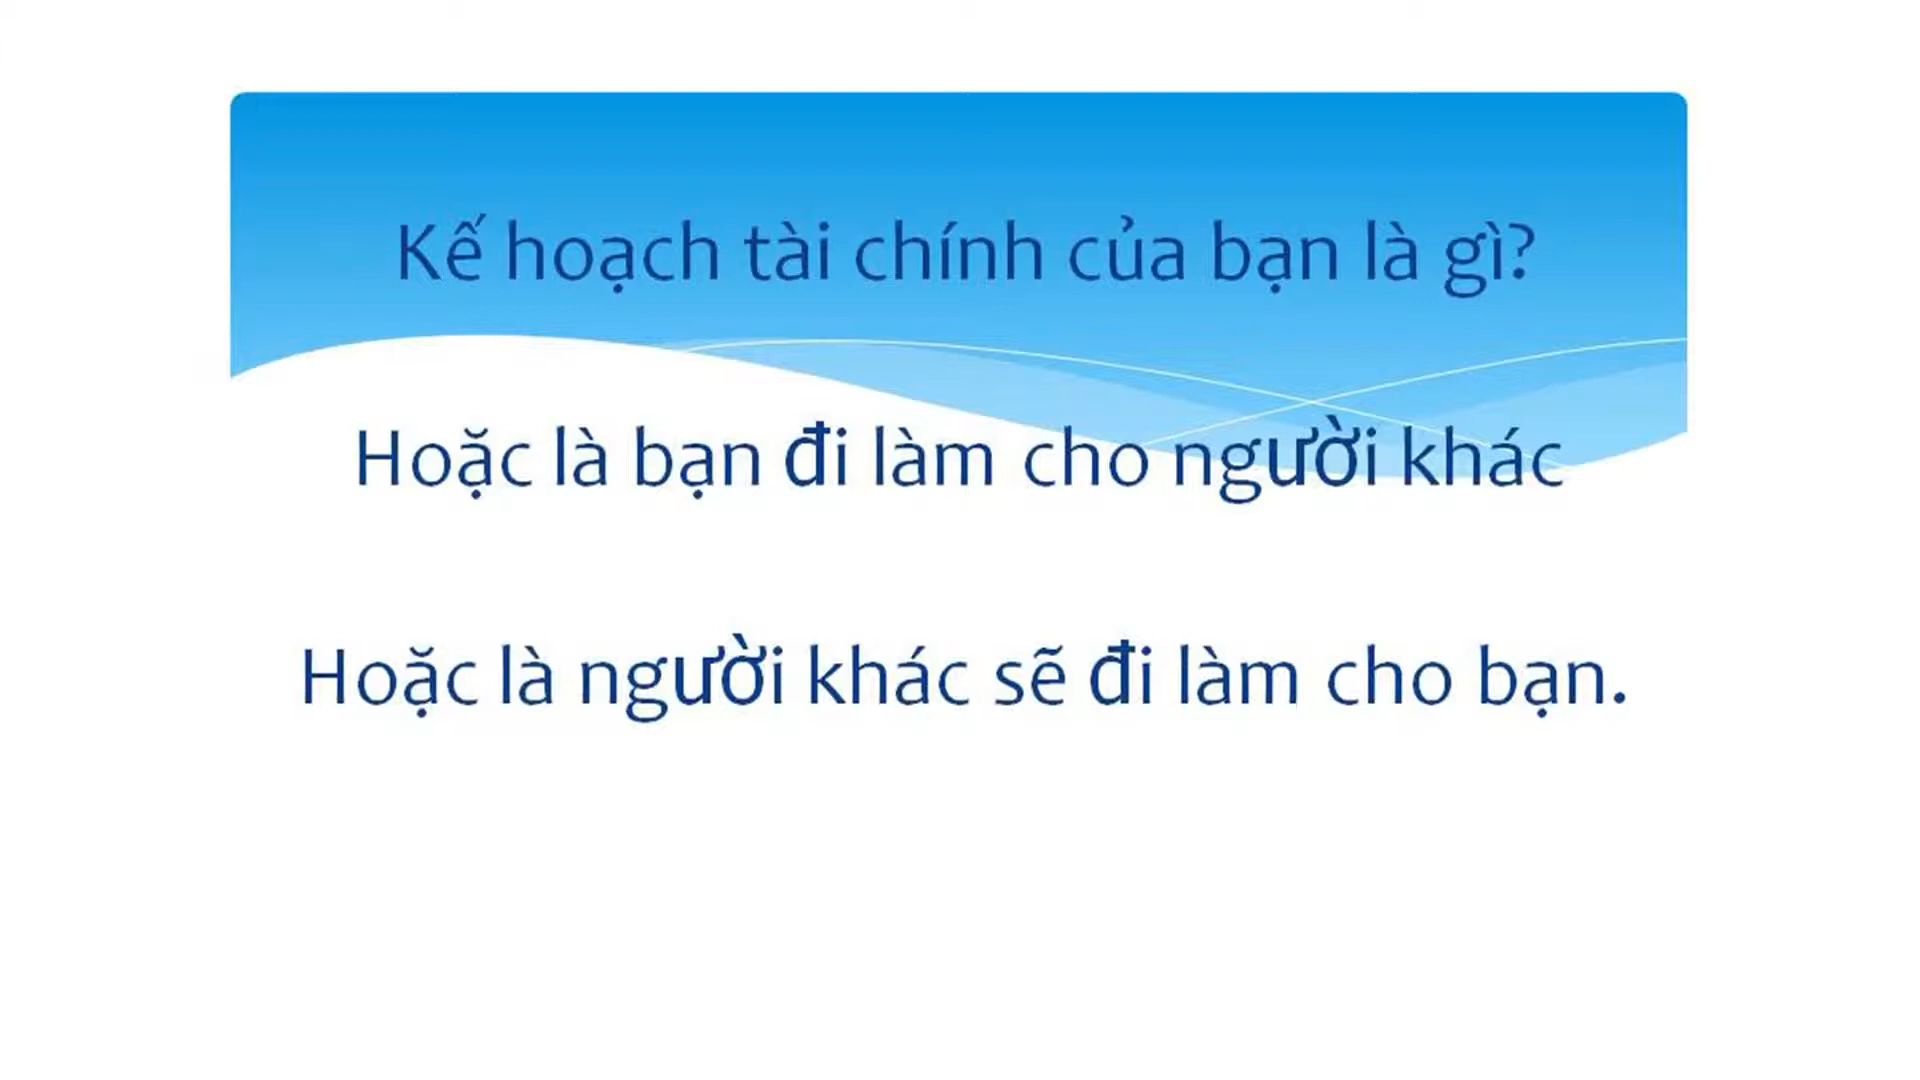 Kế hoạch tài chính của bạn là gì?
Hoặc là bạn đi làm cho người khác
Hoặc là người khác sẽ đi làm cho bạn.